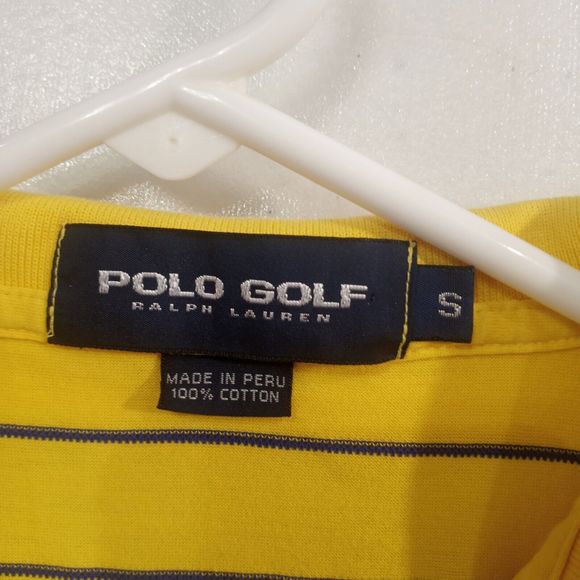 POLO GOLF
RALPH LAUREN
S
MADE IN PERU
100% COTTON